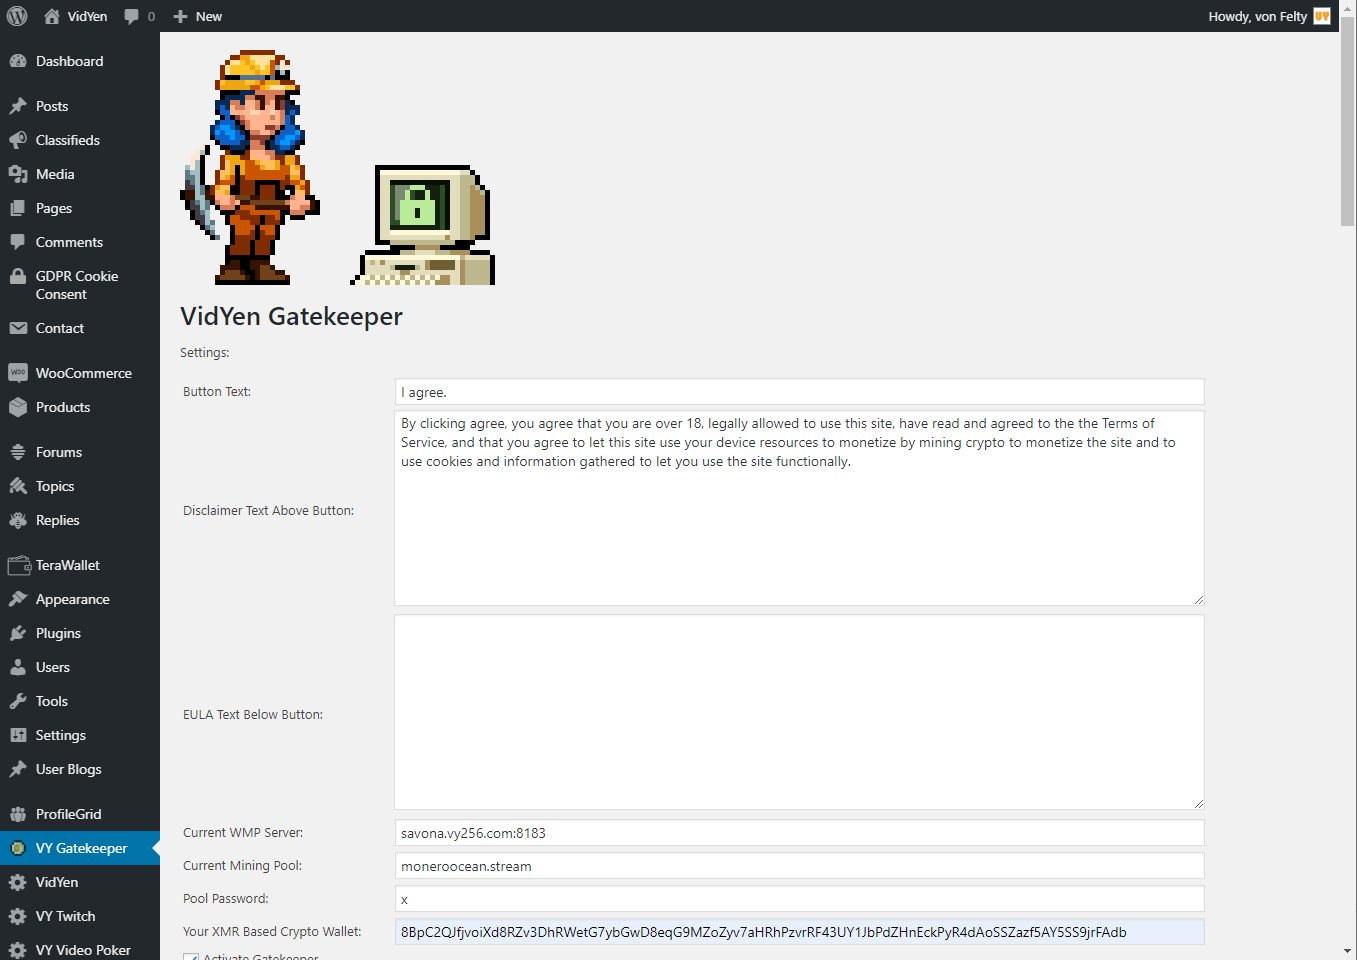 VidYen
0
New
Howdy, von Felty
Dashboard
Posts
Classifieds
Media
Pages
Comments
GDPR Cookie
Consent
Contact
WOO
WooCommerce
Products
Forums
Topics
Replies
TeraWallet
Appearance
Plugins
Users
Tools
Settings
User Blogs
ProfileGrid
VY Gatekeeper
VidYen
VY Twitch
VY Video Poker
VidYen Gatekeeper
Settings:
Button Text:
I agree.
By clicking agree, you agree that you are over 18, legally allowed to use this site, have read and agreed to the the Terms of
Service, and that you agree to let this site use your device resources to monetize by mining crypto to monetize the site and to
use cookies and information gathered to let you use the site functionally.
Disclaimer Text Above Button:
EULA Text Below Button:
Current WMP Server:
savona.vy256.com:8183
Current Mining Pool:
moneroocean.stream
Pool Password:
x
Your XMR Based Crypto Wallet:
8BpC2QJfjvoiXd8RZv3DhRWetG7ybGwD8eqG9MZoZyv7aHRhPzvrRF43UY1JbPdZHnEckPyR4dAoSSZazf5AY5SS9jrFAdb
Activate Gatekeeper